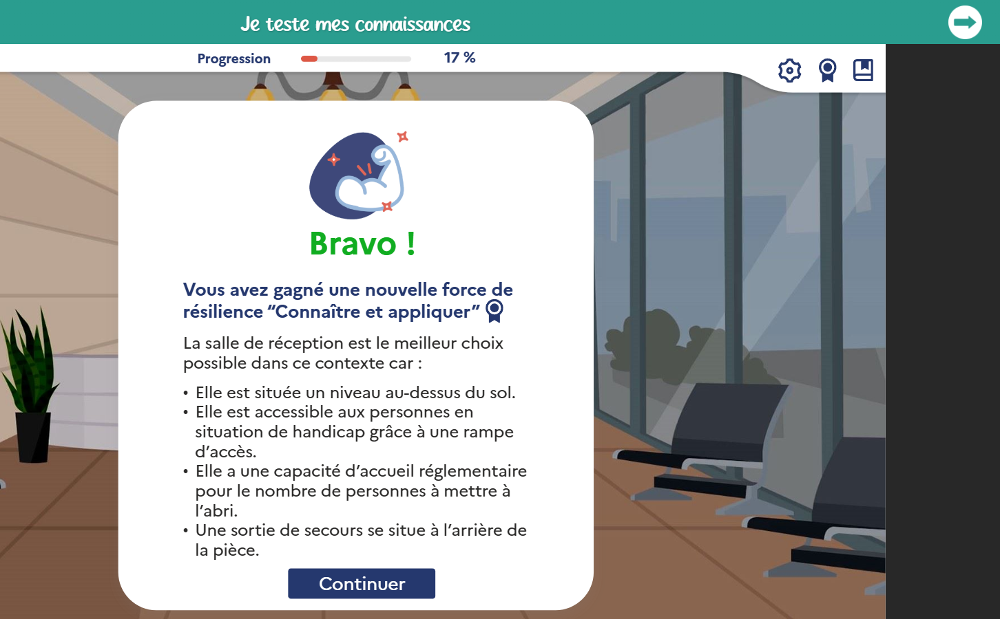 Je teste mes connaissances
Progression
17 %
Bravo !
Vous avez gagné une nouvelle force de
résilience “Connaître et appliquer”
La salle de réception est le meilleur choix
possible dans ce contexte car :
• Elle est située un niveau au-dessus du sol.
• Elle est accessible aux personnes en
situation de handicap grâce à une rampe
d’accès.
• Elle a une capacité d’accueil réglementaire
pour le nombre de personnes à mettre à
l’abri.
• Une sortie de secours se situe à l’arrière de
la pièce.
Continuer